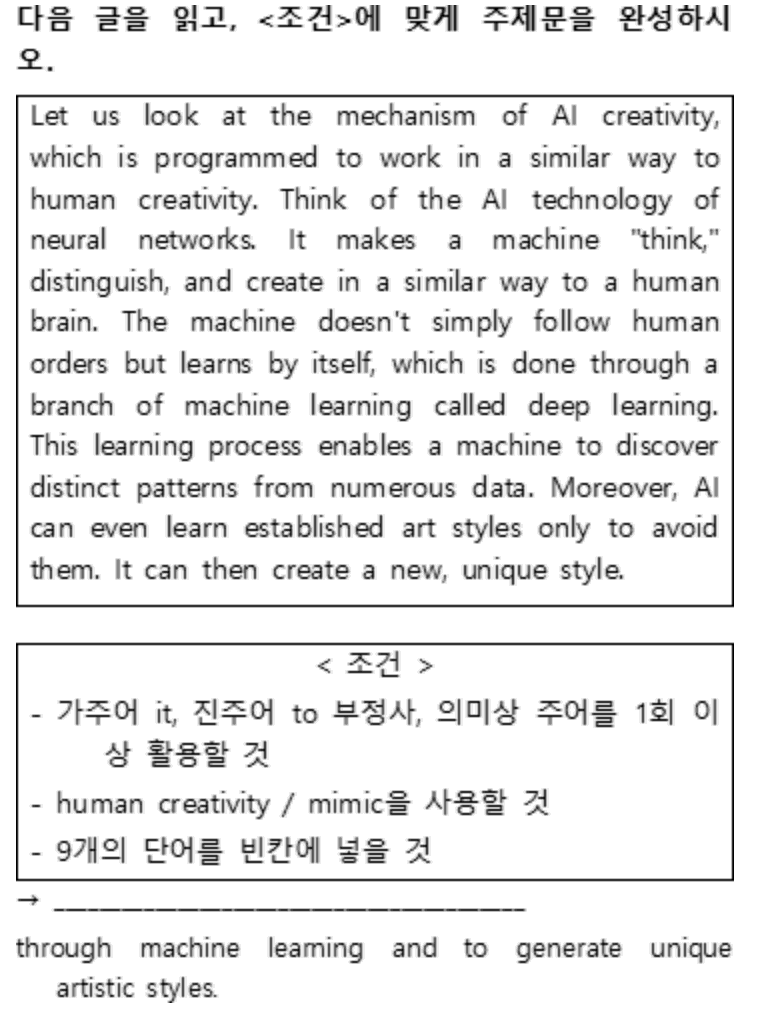 다음 글을 읽고, <조건>에 맞게 주제문을 완성하시
오.
Let us look at the mechanism of AI creativity,
which is programmed to work in a similar way to
human creativity. Think of the AI technology of
neural networks. It makes a machine "think,"
distinguish, and create in a similar way to a human
brain. The machine doesn't simply follow human
orders but learns by itself, which is done through a
branch of machine learning called deep learning.
This learning process enables a machine to discover
distinct patterns from numerous data. Moreover, AI
can even learn established art styles only to avoid
them. It can then create a new, unique style.
< 조건 >
- 가주어 it, 진주어 to 부정사, 의미상 주어를 1회 이
상 활용할 것
- human creativity / mimic을 사용할 것
- 9개의 단어를 빈칸에 넣을 것
→ ______________________________________
through machine learning and to generate unique
artistic styles.